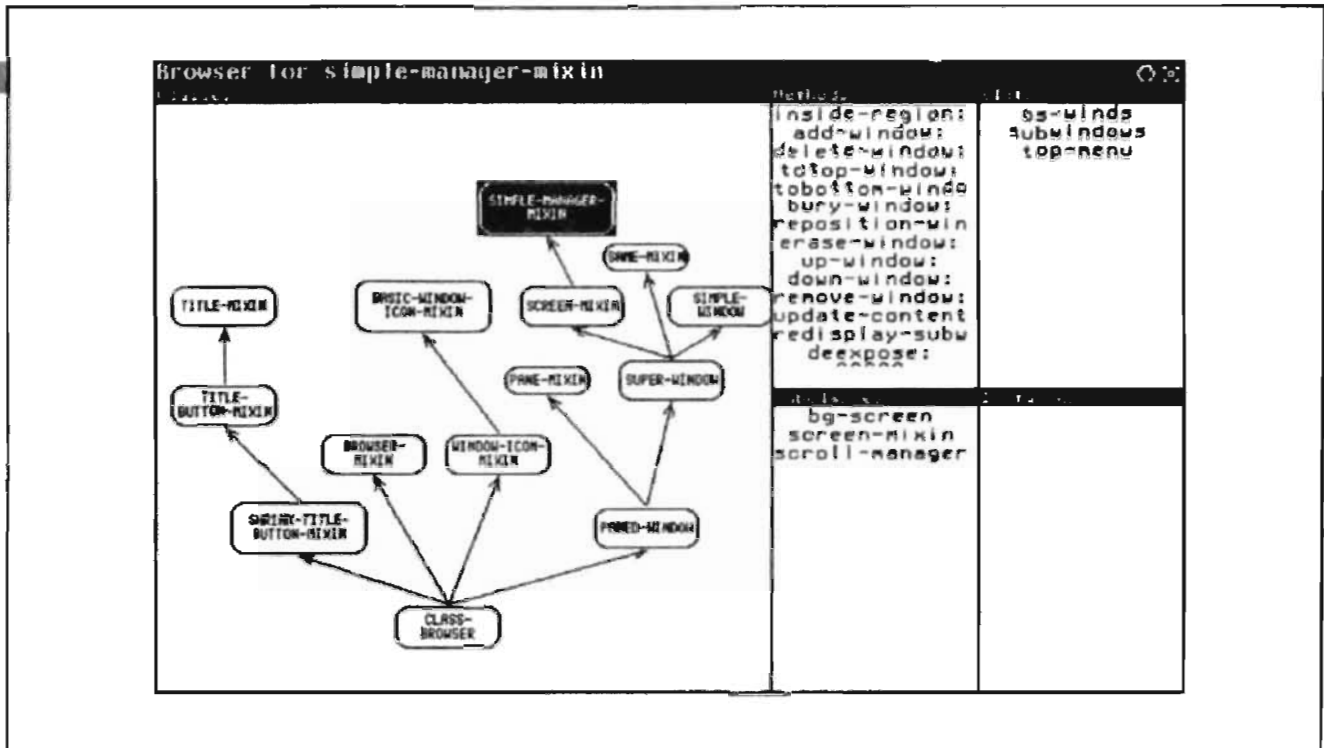 Browser for simple-manager-mixin
Classes
SIMPLE-MANAGER-
MIXIN
SAME-MIXIN
TITLE-MIXIN
BASIC-WINDOW-
ICON-MIXIN
SCREEN-MIXIN
SIMPLE-
WINDOW
PANE-MIXIN
SUPER-WINDOW
TITLE-
BUTTON-MIXIN
BROWSER-
MIXIN
WINDOW-ICON-
MIXIN
SHRINK-TITLE-
BUTTON-MIXIN
PANED-WINDOW
CLASS-
BROWSER
Methods
inside-region:
add-window:
delete-window:
totop-window:
tobottom-windo
bury-window:
reposition-win
erase-window:
up-window:
down-window:
remove-window:
update-content
redisplay-subw
deexpose:
subwindows
top-menu
bg-screen
screen-mixin
scroll-manager